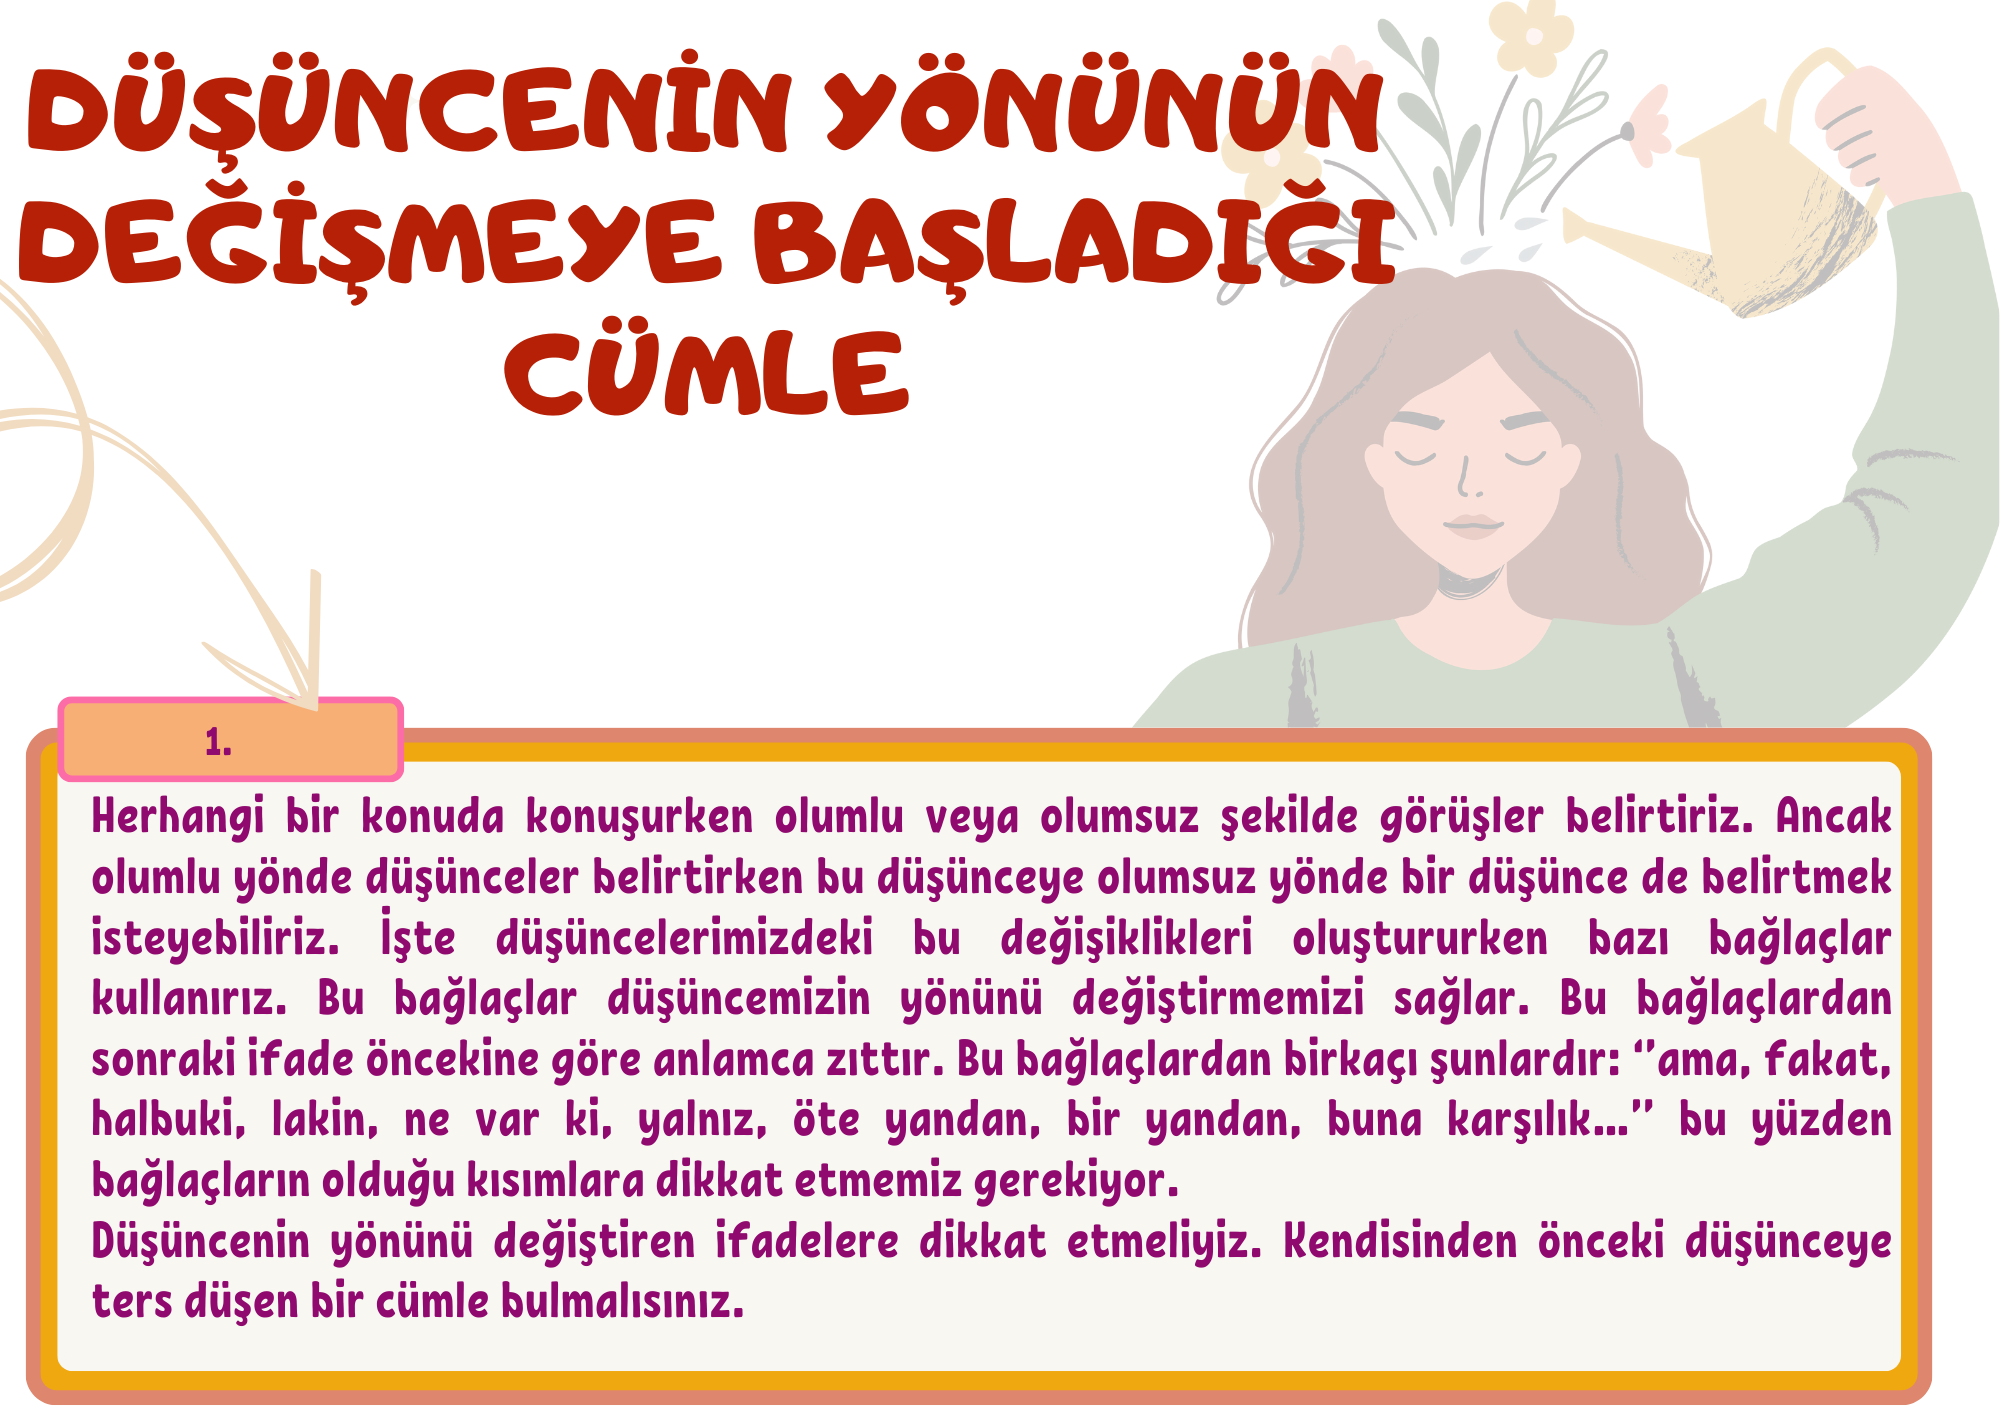 DÜŞÜNCENİN YÖNÜNÜN
DEĞİŞMEYE BAŞLADIĞI
CÜMLE
1.
Herhangi bir konuda konuşurken olumlu veya olumsuz şekilde görüşler belirtiriz. Ancak
olumlu yönde düşünceler belirtirken bu düşünceye olumsuz yönde bir düşünce de belirtmek
isteyebiliriz. İşte düşüncelerimizdeki bu değişiklikleri oluştururken bazı bağlaçlar
kullanırız. Bu bağlaçlar düşüncemizin yönünü değiştirmemizi sağlar. Bu bağlaçlardan
sonraki ifade öncekine göre anlamca zıttır. Bu bağlaçlardan birkaçı şunlardır: ‘’ama, fakat,
halbuki, lakin, ne var ki, yalnız, öte yandan, bir yandan, buna karşılık...’’ bu yüzden
bağlaçların olduğu kısımlara dikkat etmemiz gerekiyor.
Düşüncenin yönünü değiştiren ifadelere dikkat etmeliyiz. Kendisinden önceki düşünceye
ters düşen bir cümle bulmalısınız.